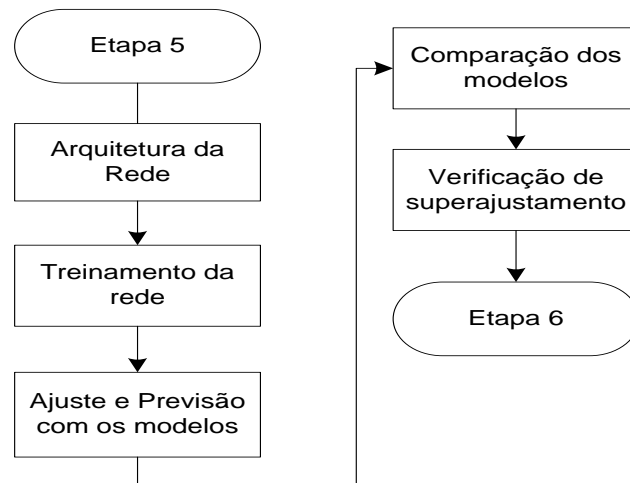 Etapa 5
Arquitetura da
Rede
Treinamento da
rede
Ajuste e Previsão
com os modelos
Comparação dos
modelos
Verificação de
superajustamento
Etapa 6